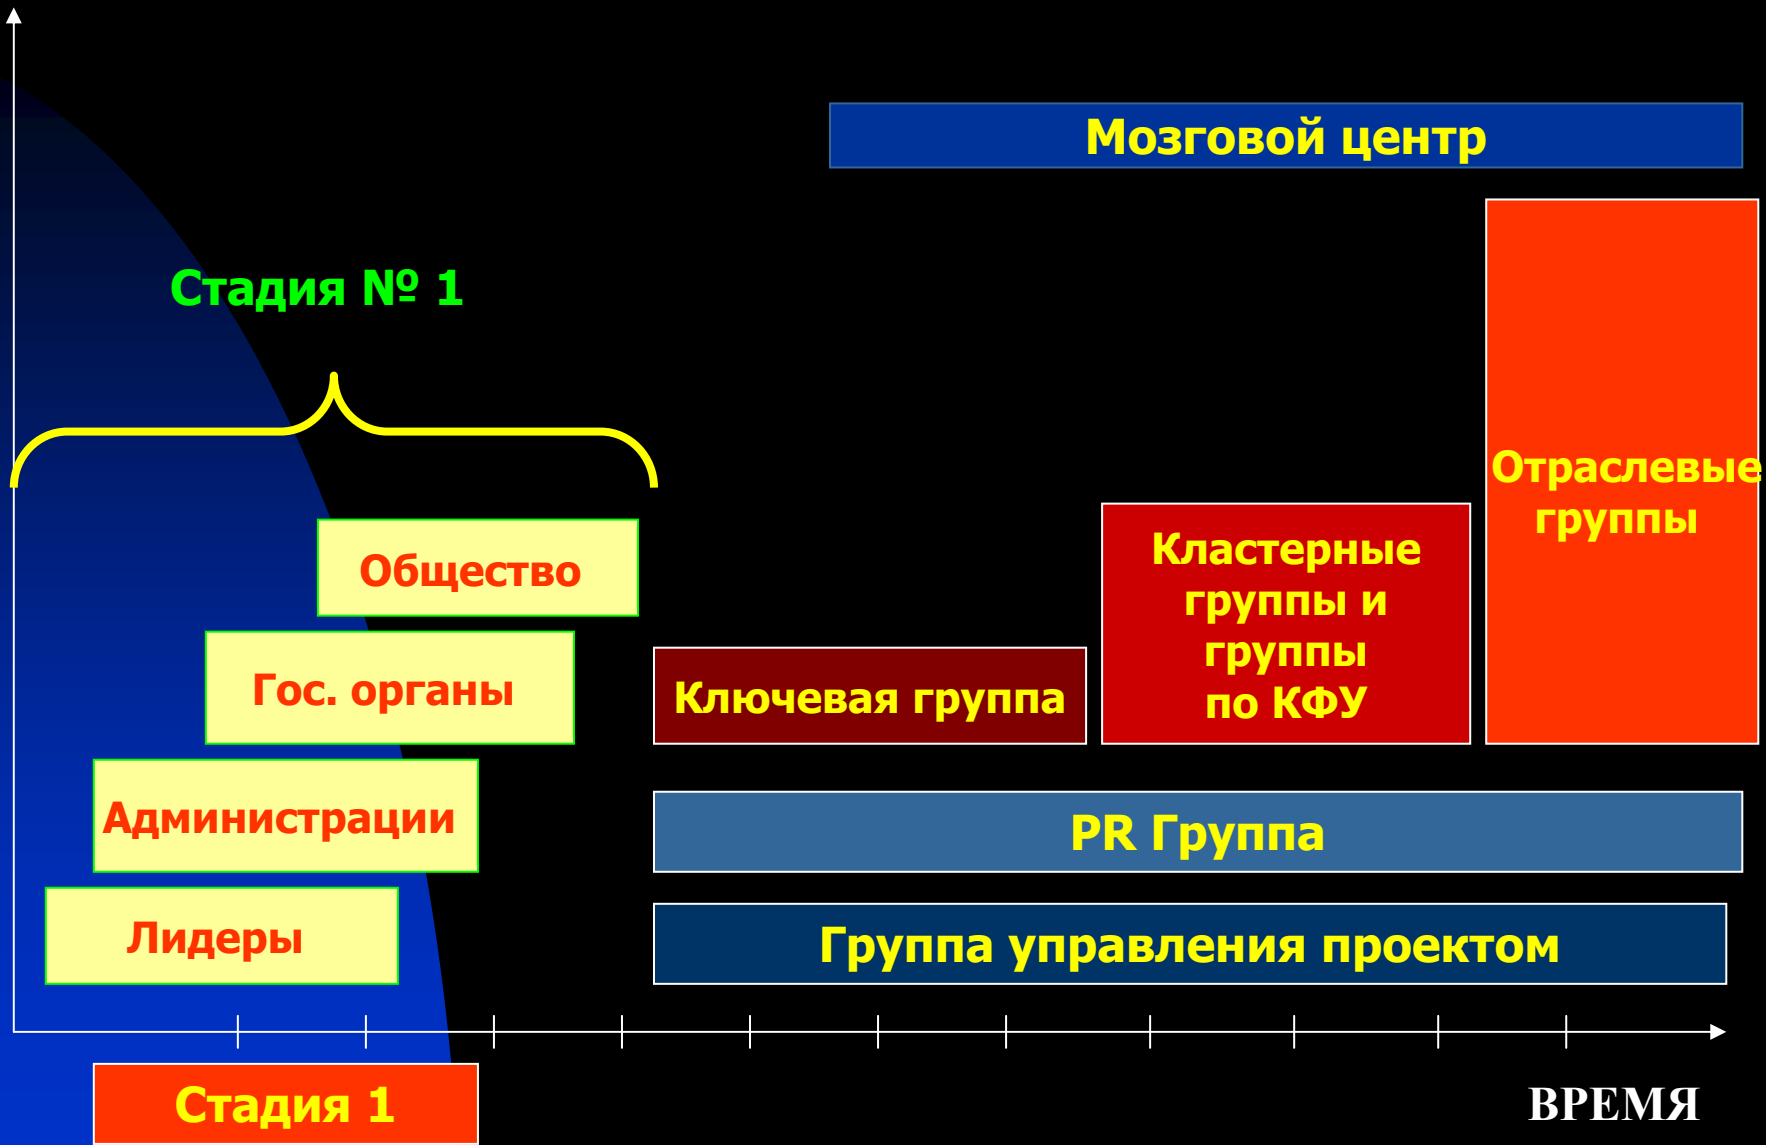 Мозговой центр
Стадия № 1
Отраслевые
группы
Общество
Кластерные
группы и
группы
по КФУ
Гос. органы
Ключевая группа
Администрации
PR Группа
Лидеры
Группа управления проектом
Стадия 1
ВРЕМЯ